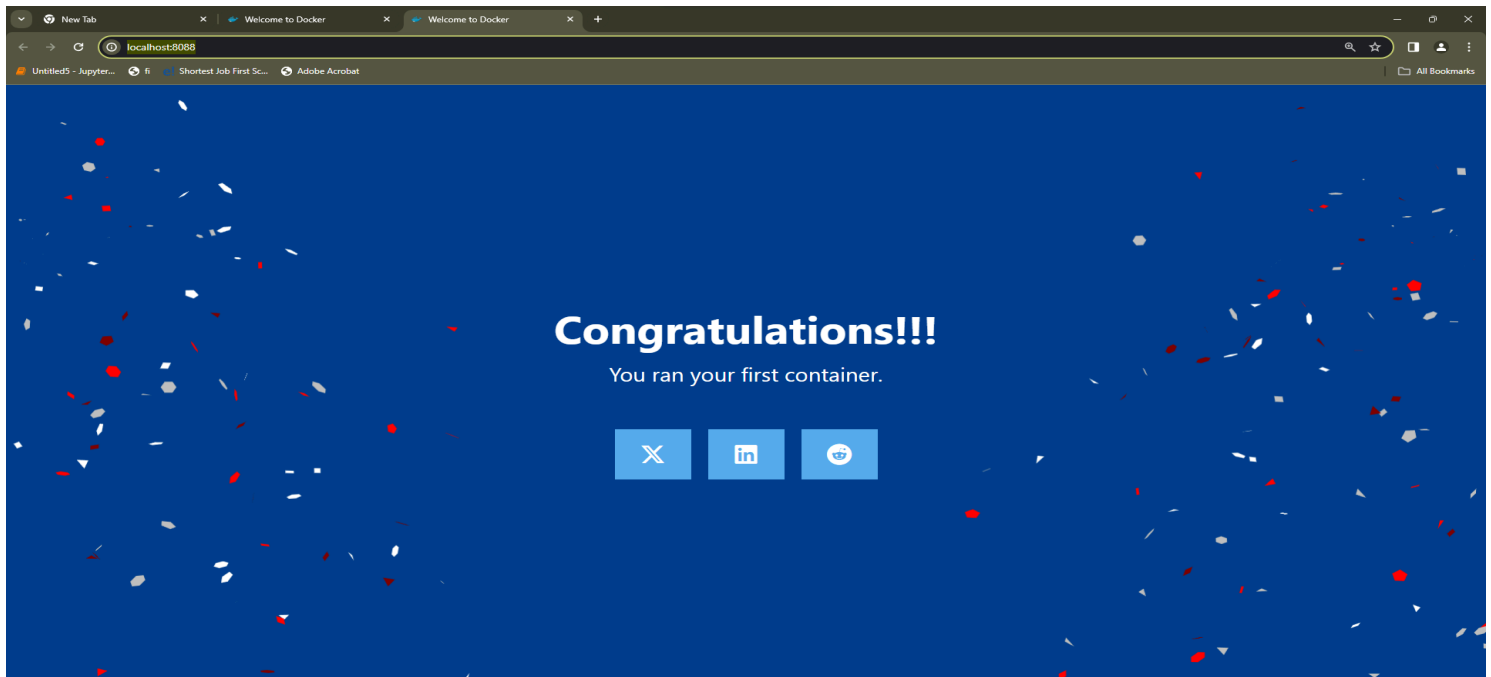 New Tab
Welcome to Docker
Welcome to Docker
localhost:8088
Untitled5 - Jupyter...
fi
Shortest Job First Sc...
Adobe Acrobat
All Bookmarks
Congratulations!!!
You ran your first container.
X
in